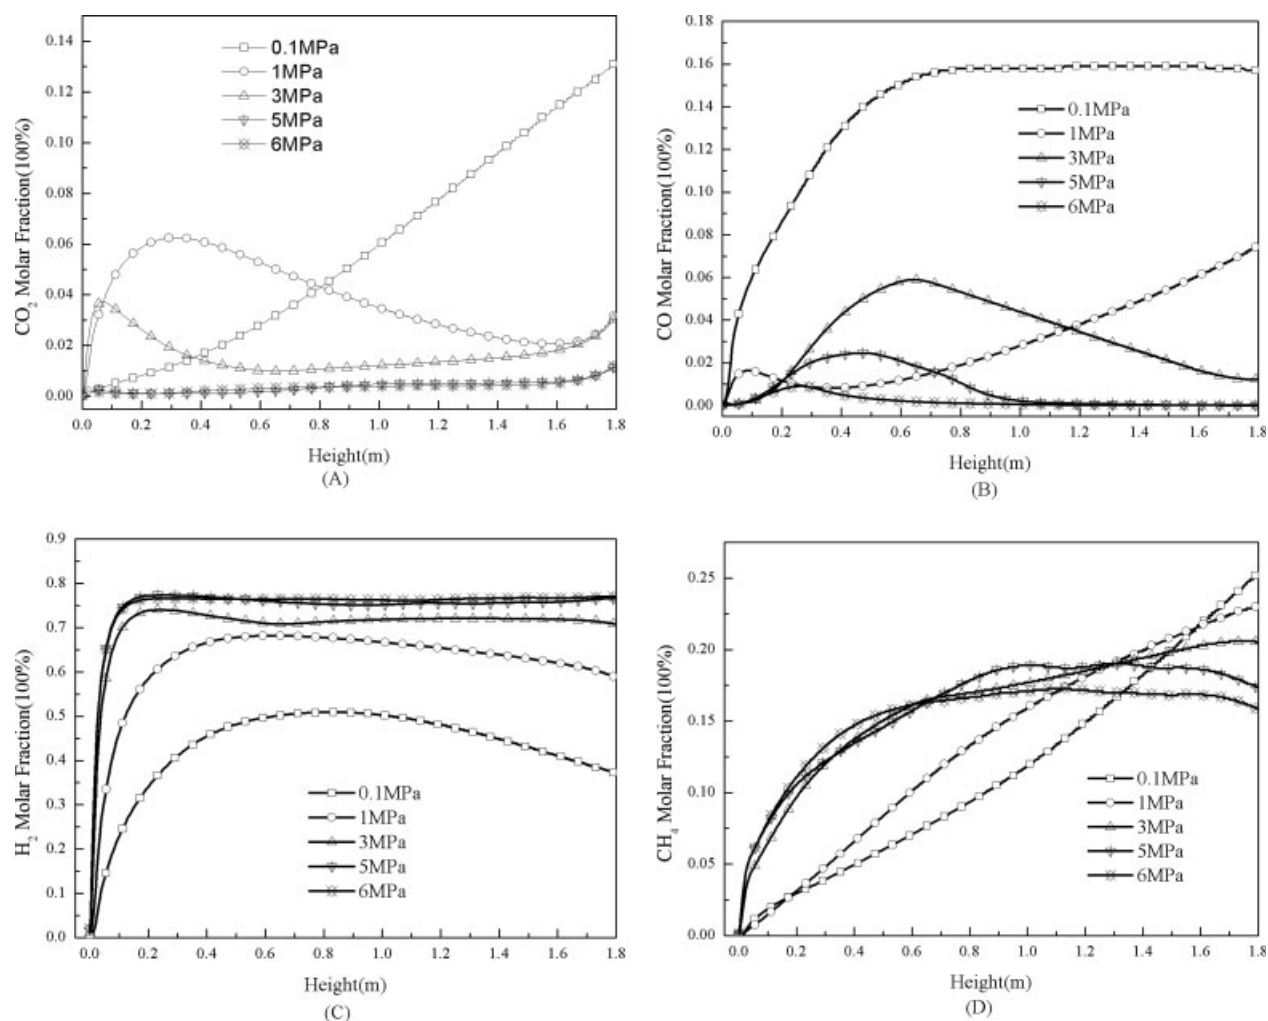 CO2 Molar Fraction(100%)
0.14
0.12
0.10
0.08
0.06
0.04
0.02
0.00
0.1MPa
1MPa
3MPa
5MPa
6MPa
0.0 0.2 0.4 0.6 0.8 1.0 1.2 1.4 1.6 1.8
Height(m)
(A)
CO Molar Fraction(100%)
0.18
0.16
0.14
0.12
0.10
0.08
0.06
0.04
0.02
0.00
0.1MPa
1MPa
3MPa
5MPa
6MPa
0.0 0.2 0.4 0.6 0.8 1.0 1.2 1.4 1.6 1.8
Height(m)
(B)
H2 Molar Fraction(100%)
0.9
0.8
0.7
0.6
0.5
0.4
0.3
0.2
0.1
0.0
0.1MPa
1MPa
3MPa
5MPa
6MPa
0.0 0.2 0.4 0.6 0.8 1.0 1.2 1.4 1.6 1.8
Height(m)
(C)
CH4 Molar Fraction(100%)
0.25
0.20
0.15
0.10
0.05
0.00
0.1MPa
1MPa
3MPa
5MPa
6MPa
0.0 0.2 0.4 0.6 0.8 1.0 1.2 1.4 1.6 1.8
Height(m)
(D)